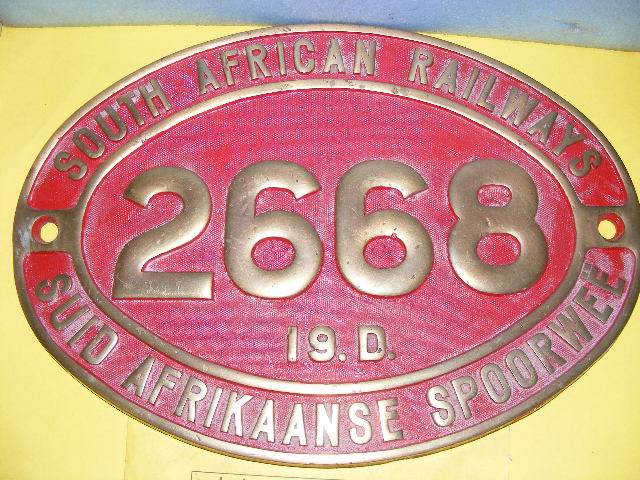 SOUTH AFRICAN RAILWAYS
2668
19. D.
SUID AFRIKAANSE SPOORWEË